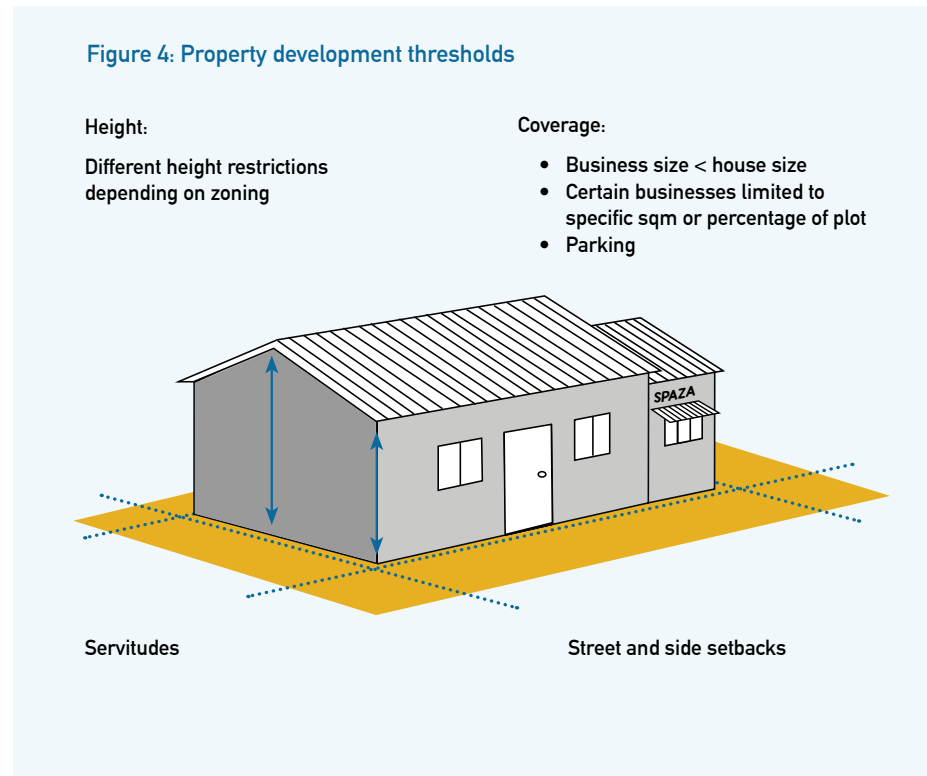 Figure 4: Property development thresholds
Height:
Different height restrictions
depending on zoning
Coverage:
• Business size < house size
• Certain businesses limited to
specific sqm or percentage of plot
• Parking
SPAZA
Servitudes
Street and side setbacks